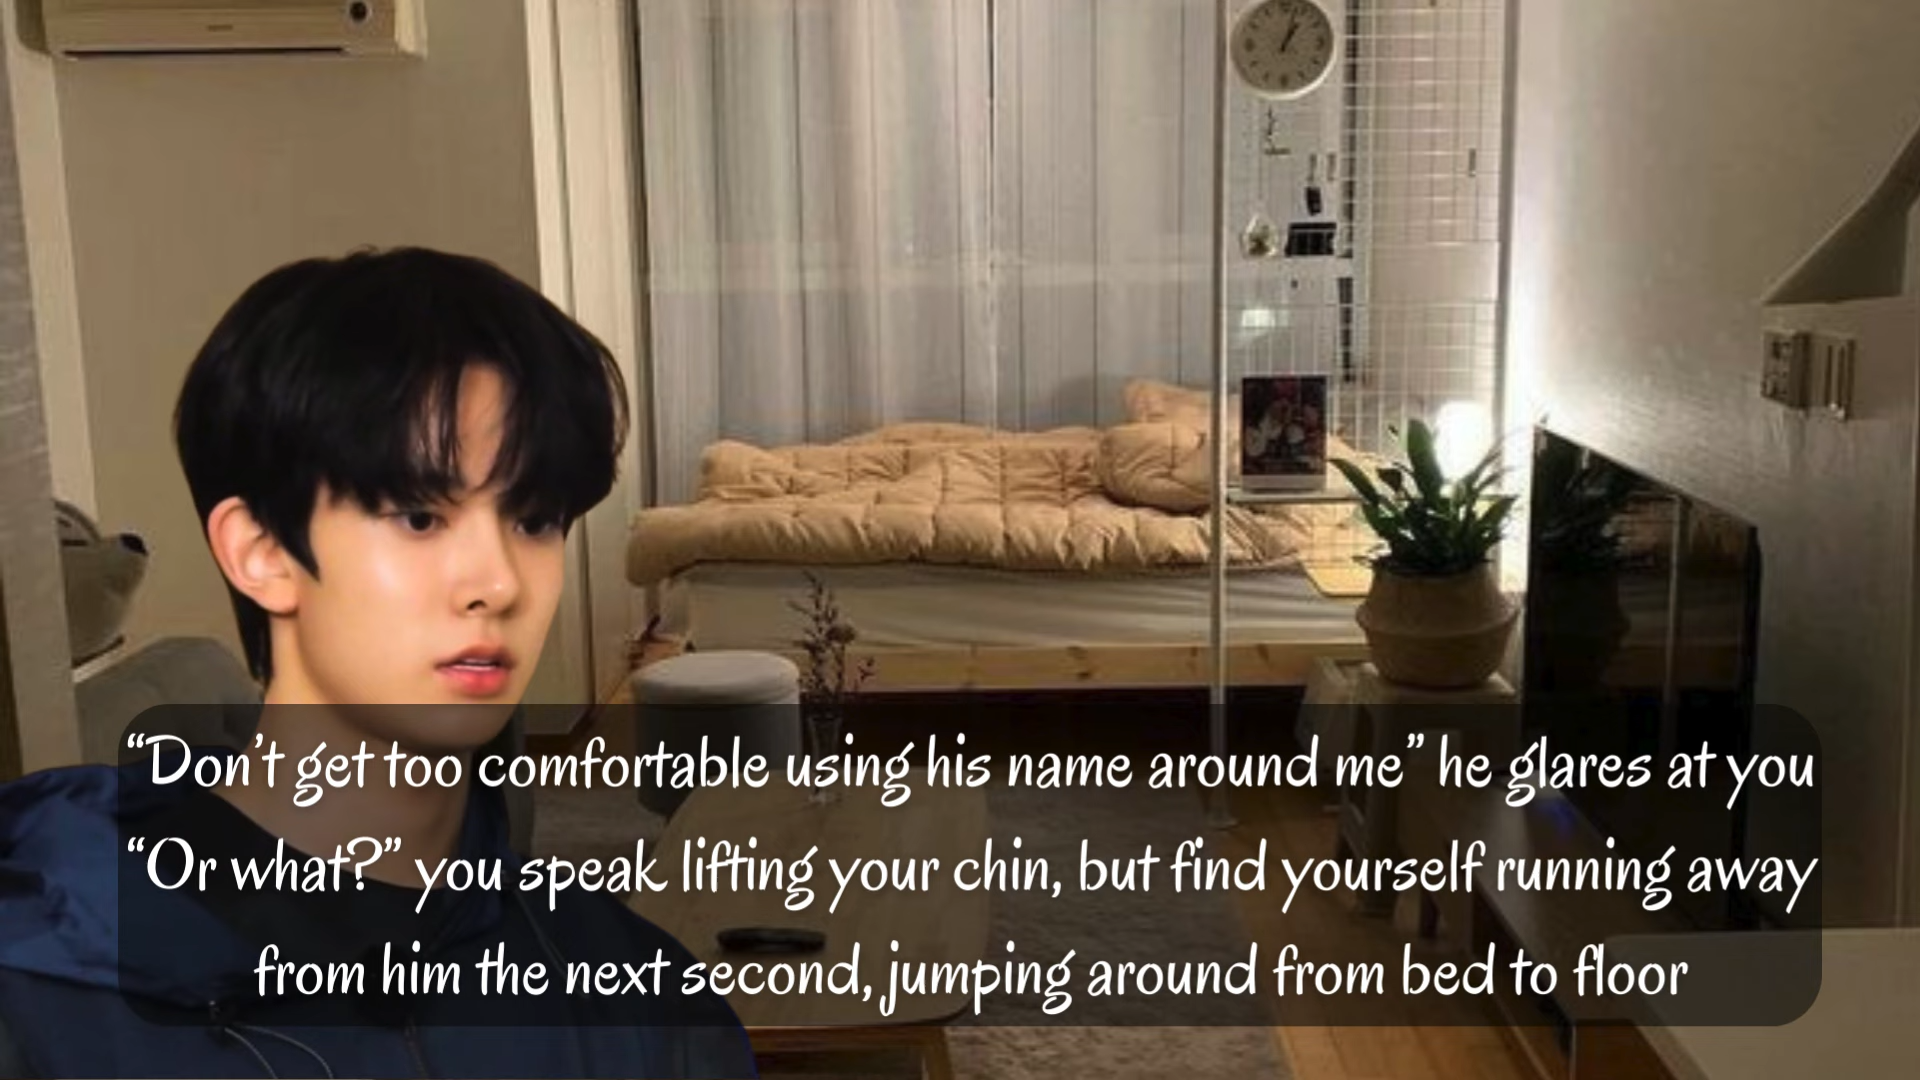 “Don’t get too comfortable using his name around me” he glares at you
“Or what?” you speak lifting your chin, but find yourself running away
from him the next second, jumping around from bed to floor